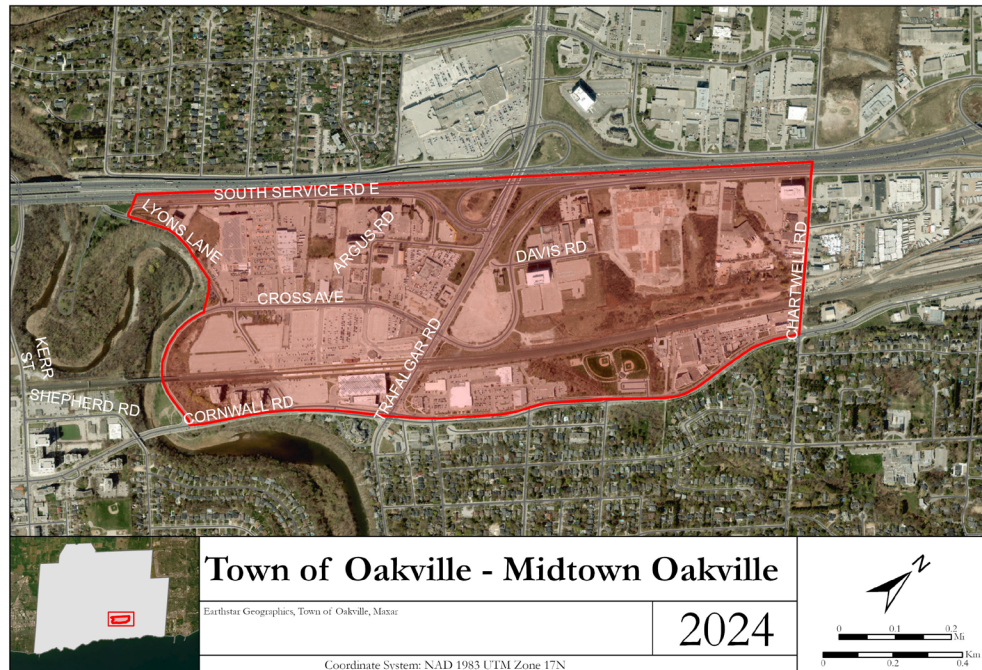 SOUTH SERVICE RD E
LYONS LANE
ARGUS RD
DAVIS RD
CROSS AVE
CHARTWELL RD
TRAFALGAR RD
KERR
ST
SHEPHERD RD
CORNWALL RD
Town of Oakville - Midtown Oakville
Earthstar Geographics, Town of Oakville, Maxar
2024
Coordinate System: NAD 1983 UTM Zone 17N
N
0 0.1 0.2
Mi
Km
0 0.2 0.4